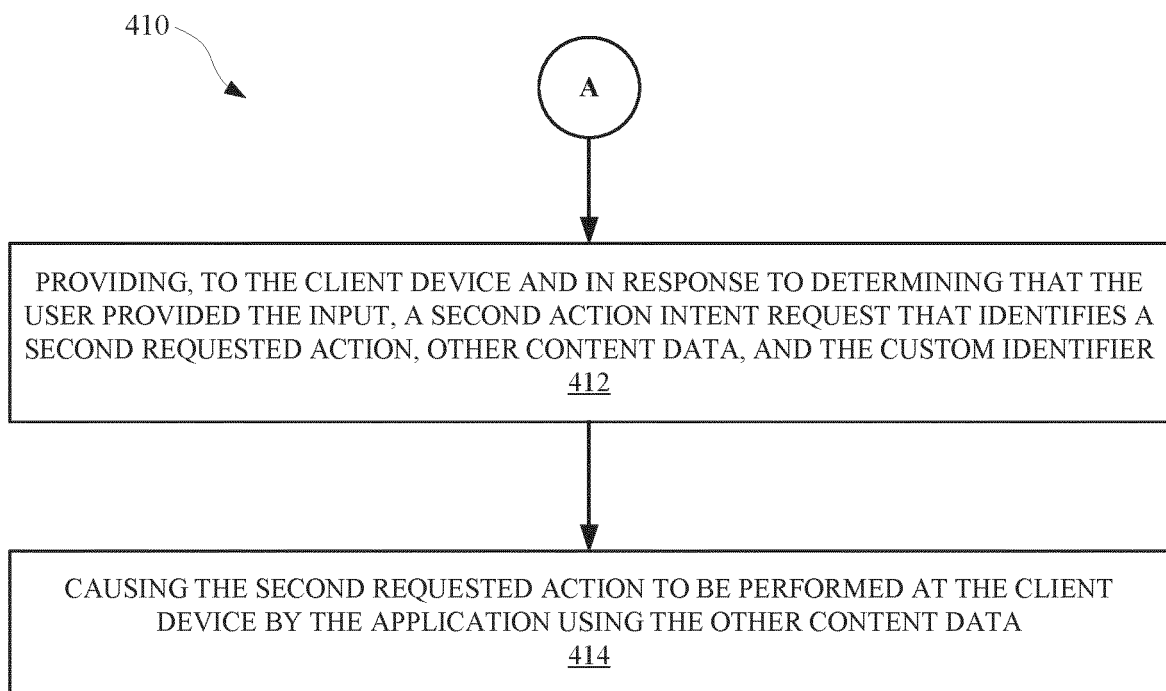 410
A
PROVIDING, TO THE CLIENT DEVICE AND IN RESPONSE TO DETERMINING THAT THE
USER PROVIDED THE INPUT, A SECOND ACTION INTENT REQUEST THAT IDENTIFIES A
SECOND REQUESTED ACTION, OTHER CONTENT DATA, AND THE CUSTOM IDENTIFIER
412
CAUSING THE SECOND REQUESTED ACTION TO BE PERFORMED AT THE CLIENT
DEVICE BY THE APPLICATION USING THE OTHER CONTENT DATA
414